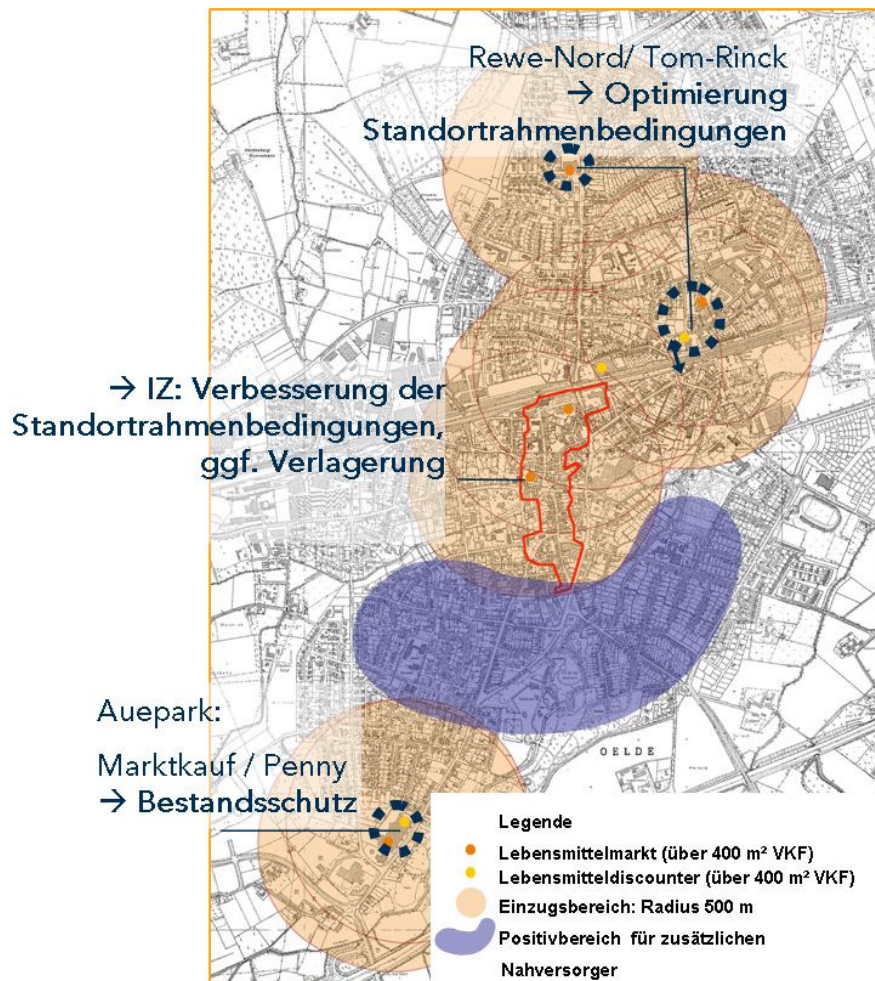 Rewe-Nord/ Tom-Rinck
→ Optimierung
Standortrahmenbedingungen
→ IZ: Verbesserung der
Standortrahmenbedingungen,
ggf. Verlagerung
Auepark:
Marktkauf / Penny
→ Bestandsschutz
OELDE
Legende
Lebensmittelmarkt (über 400 m² VKF)
Lebensmitteldiscounter (über 400 m² VKF)
Einzugsbereich: Radius 500 m
Positivbereich für zusätzlichen
Nahversorger